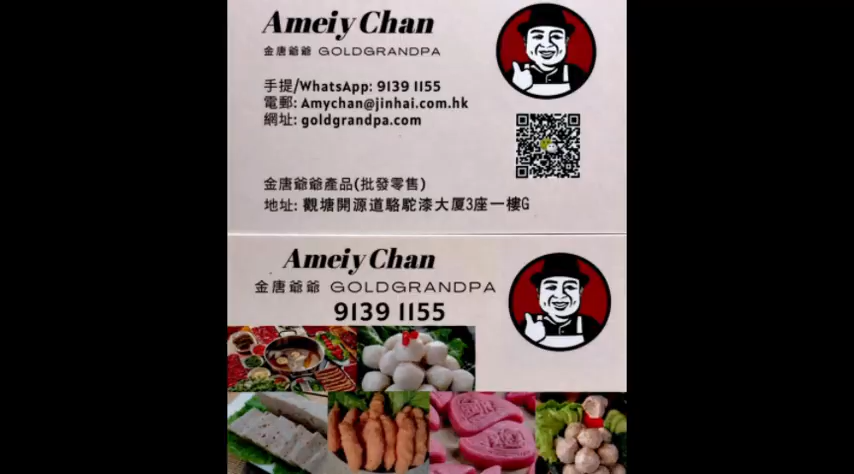 Ameiy Chan
金唐爺爺 GOLDGRANDPA
手提/WhatsApp: 9139 1155
電郵: Amychan@jinhai.com.hk
網址: goldgrandpa.com
金唐爺爺產品(批發零售)
地址: 觀塘開源道駱駝漆大厦3座一樓G
Ameiy Chan
金唐爺爺 GOLDGRANDPA
9139 1155